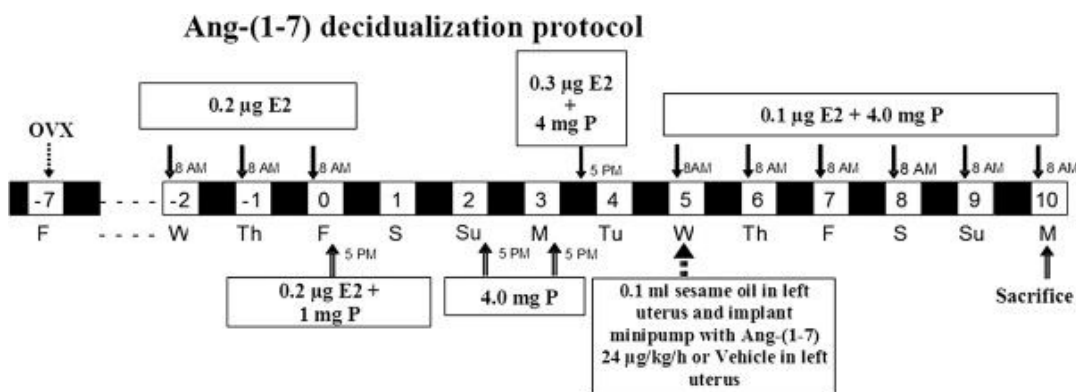 Ang-(1-7) decidualization protocol
0.2 µg E2
0.3 µg E2
+
4 mg P
0.1 µg E2 + 4.0 mg P
OVX
8 AM
8 AM
8 AM
5 PM
8AM
8 AM
8 AM
8 AM
8 AM
8 AM
-7 -2 -1 0 1 2 3 4 5 6 7 8 9 10
F W Th F S Su M Tu W Th F S Su M
5 PM
5 PM
5 PM
0.2 µg E2 +
1 mg P
4.0 mg P
0.1 ml sesame oil in left
uterus and implant
minipump with Ang-(1-7)
24 µg/kg/h or Vehicle in left
uterus
Sacrifice